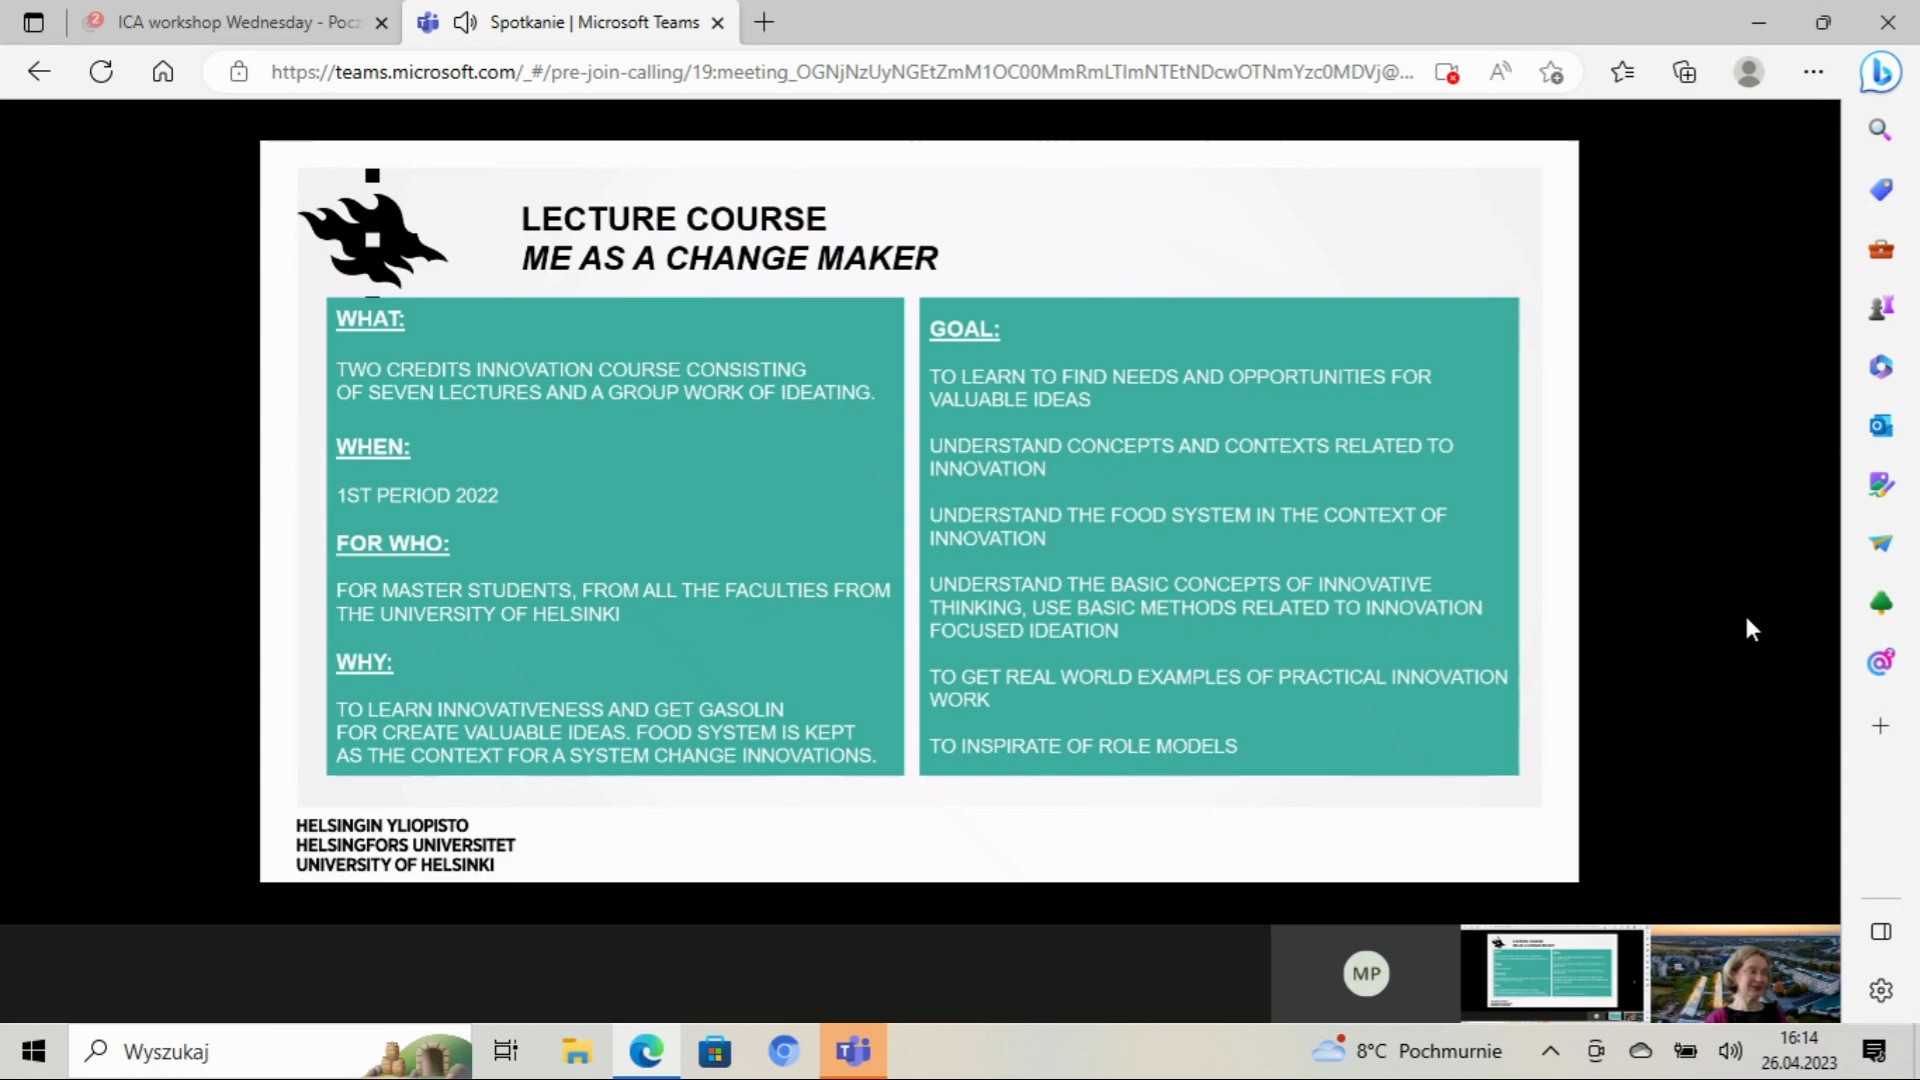 ICA workshop Wednesday - Pocz
Spotkanie | Microsoft Teams
https://teams.microsoft.com/_#/pre-join-calling/19:meeting_OGNjNzUyNGEtZmM1OC00MmRmLTlmNTEtNDcwOTNmYzc0MDVj@...
LECTURE COURSE
ME AS A CHANGE MAKER
WHAT:
TWO CREDITS INNOVATION COURSE CONSISTING
OF SEVEN LECTURES AND A GROUP WORK OF IDEATING.
WHEN:
1ST PERIOD 2022
FOR WHO:
FOR MASTER STUDENTS, FROM ALL THE FACULTIES FROM
THE UNIVERSITY OF HELSINKI
WHY:
TO LEARN INNOVATIVENESS AND GET GASOLIN
FOR CREATE VALUABLE IDEAS. FOOD SYSTEM IS KEPT
AS THE CONTEXT FOR A SYSTEM CHANGE INNOVATIONS.
GOAL:
TO LEARN TO FIND NEEDS AND OPPORTUNITIES FOR
VALUABLE IDEAS
UNDERSTAND CONCEPTS AND CONTEXTS RELATED TO
INNOVATION
UNDERSTAND THE FOOD SYSTEM IN THE CONTEXT OF
INNOVATION
UNDERSTAND THE BASIC CONCEPTS OF INNOVATIVE
THINKING, USE BASIC METHODS RELATED TO INNOVATION
FOCUSED IDEATION
TO GET REAL WORLD EXAMPLES OF PRACTICAL INNOVATION
WORK
TO INSPIRATE OF ROLE MODELS
HELSINGIN YLIOPISTO
HELSINGFORS UNIVERSITET
UNIVERSITY OF HELSINKI
MP
Wyszukaj
8°C Pochmurnie
16:14
26.04.2023